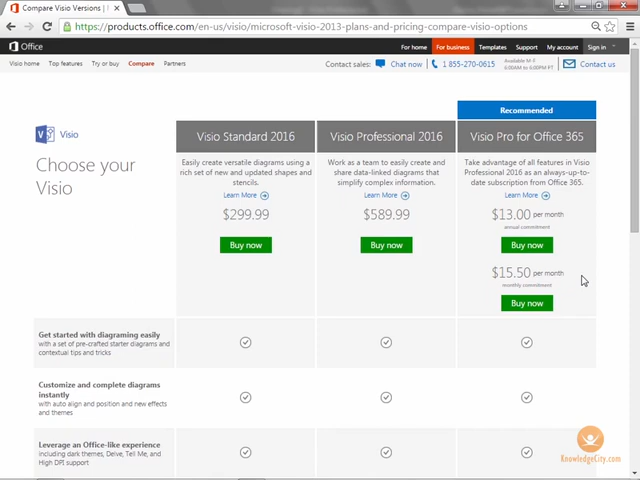 Compare Visio Versions | P
https://products.office.com/en-us/visio/microsoft-visio-2013-plans-and-pricing-compare-visio-options
Office
For home
For business
Templates
Support
My account
Sign in
Visio home
Top features
Try or buy
Compare
Partners
Contact sales:
Chat now
1 855-270-0615
Available M-F
6:00AM to 6:00PM PT
Contact us
Recommended
Visio
Choose your
Visio
Visio Standard 2016
Easily create versatile diagrams using a
rich set of new and updated shapes and
stencils.
Learn More
$299.99
Buy now
Visio Professional 2016
Work as a team to easily create and
share data-linked diagrams that
simplify complex information.
Learn More
$589.99
Buy now
Visio Pro for Office 365
Take advantage of all features in Visio
Professional 2016 as an always-up-to-
date subscription from Office 365.
Learn More
$13.00 per month
annual commitment
Buy now
$15.50 per month
monthly commitment
Buy now
Get started with diagraming easily
with a set of pre-crafted starter diagrams and
contextual tips and tricks
Customize and complete diagrams
instantly
with auto align and position and new effects
and themes
Leverage an Office-like experience
including dark themes, Delve, Tell Me, and
High DPI support
KnowledgeCity.com